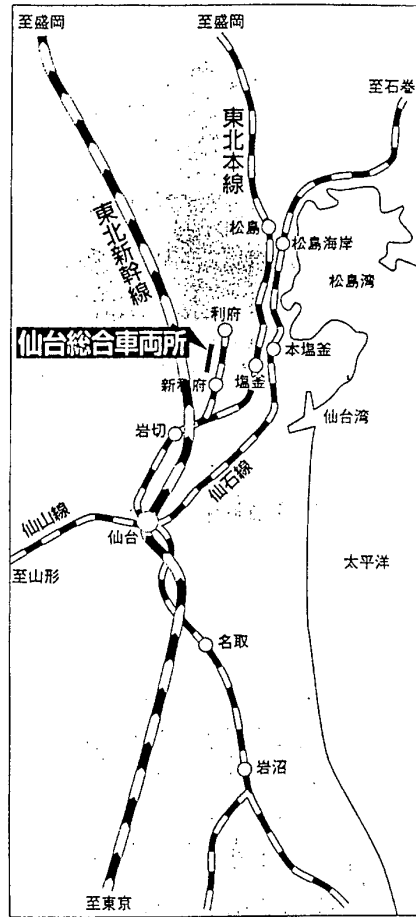 至盛岡
至盛岡
至石巻
東北本線
東北新幹線
松島
松島海岸
松島湾
利府
仙台総合車両所
本塩釜
新利府
塩釜
仙台湾
岩切
仙石線
仙山線
仙台
太平洋
至山形
名取
岩沼
至東京